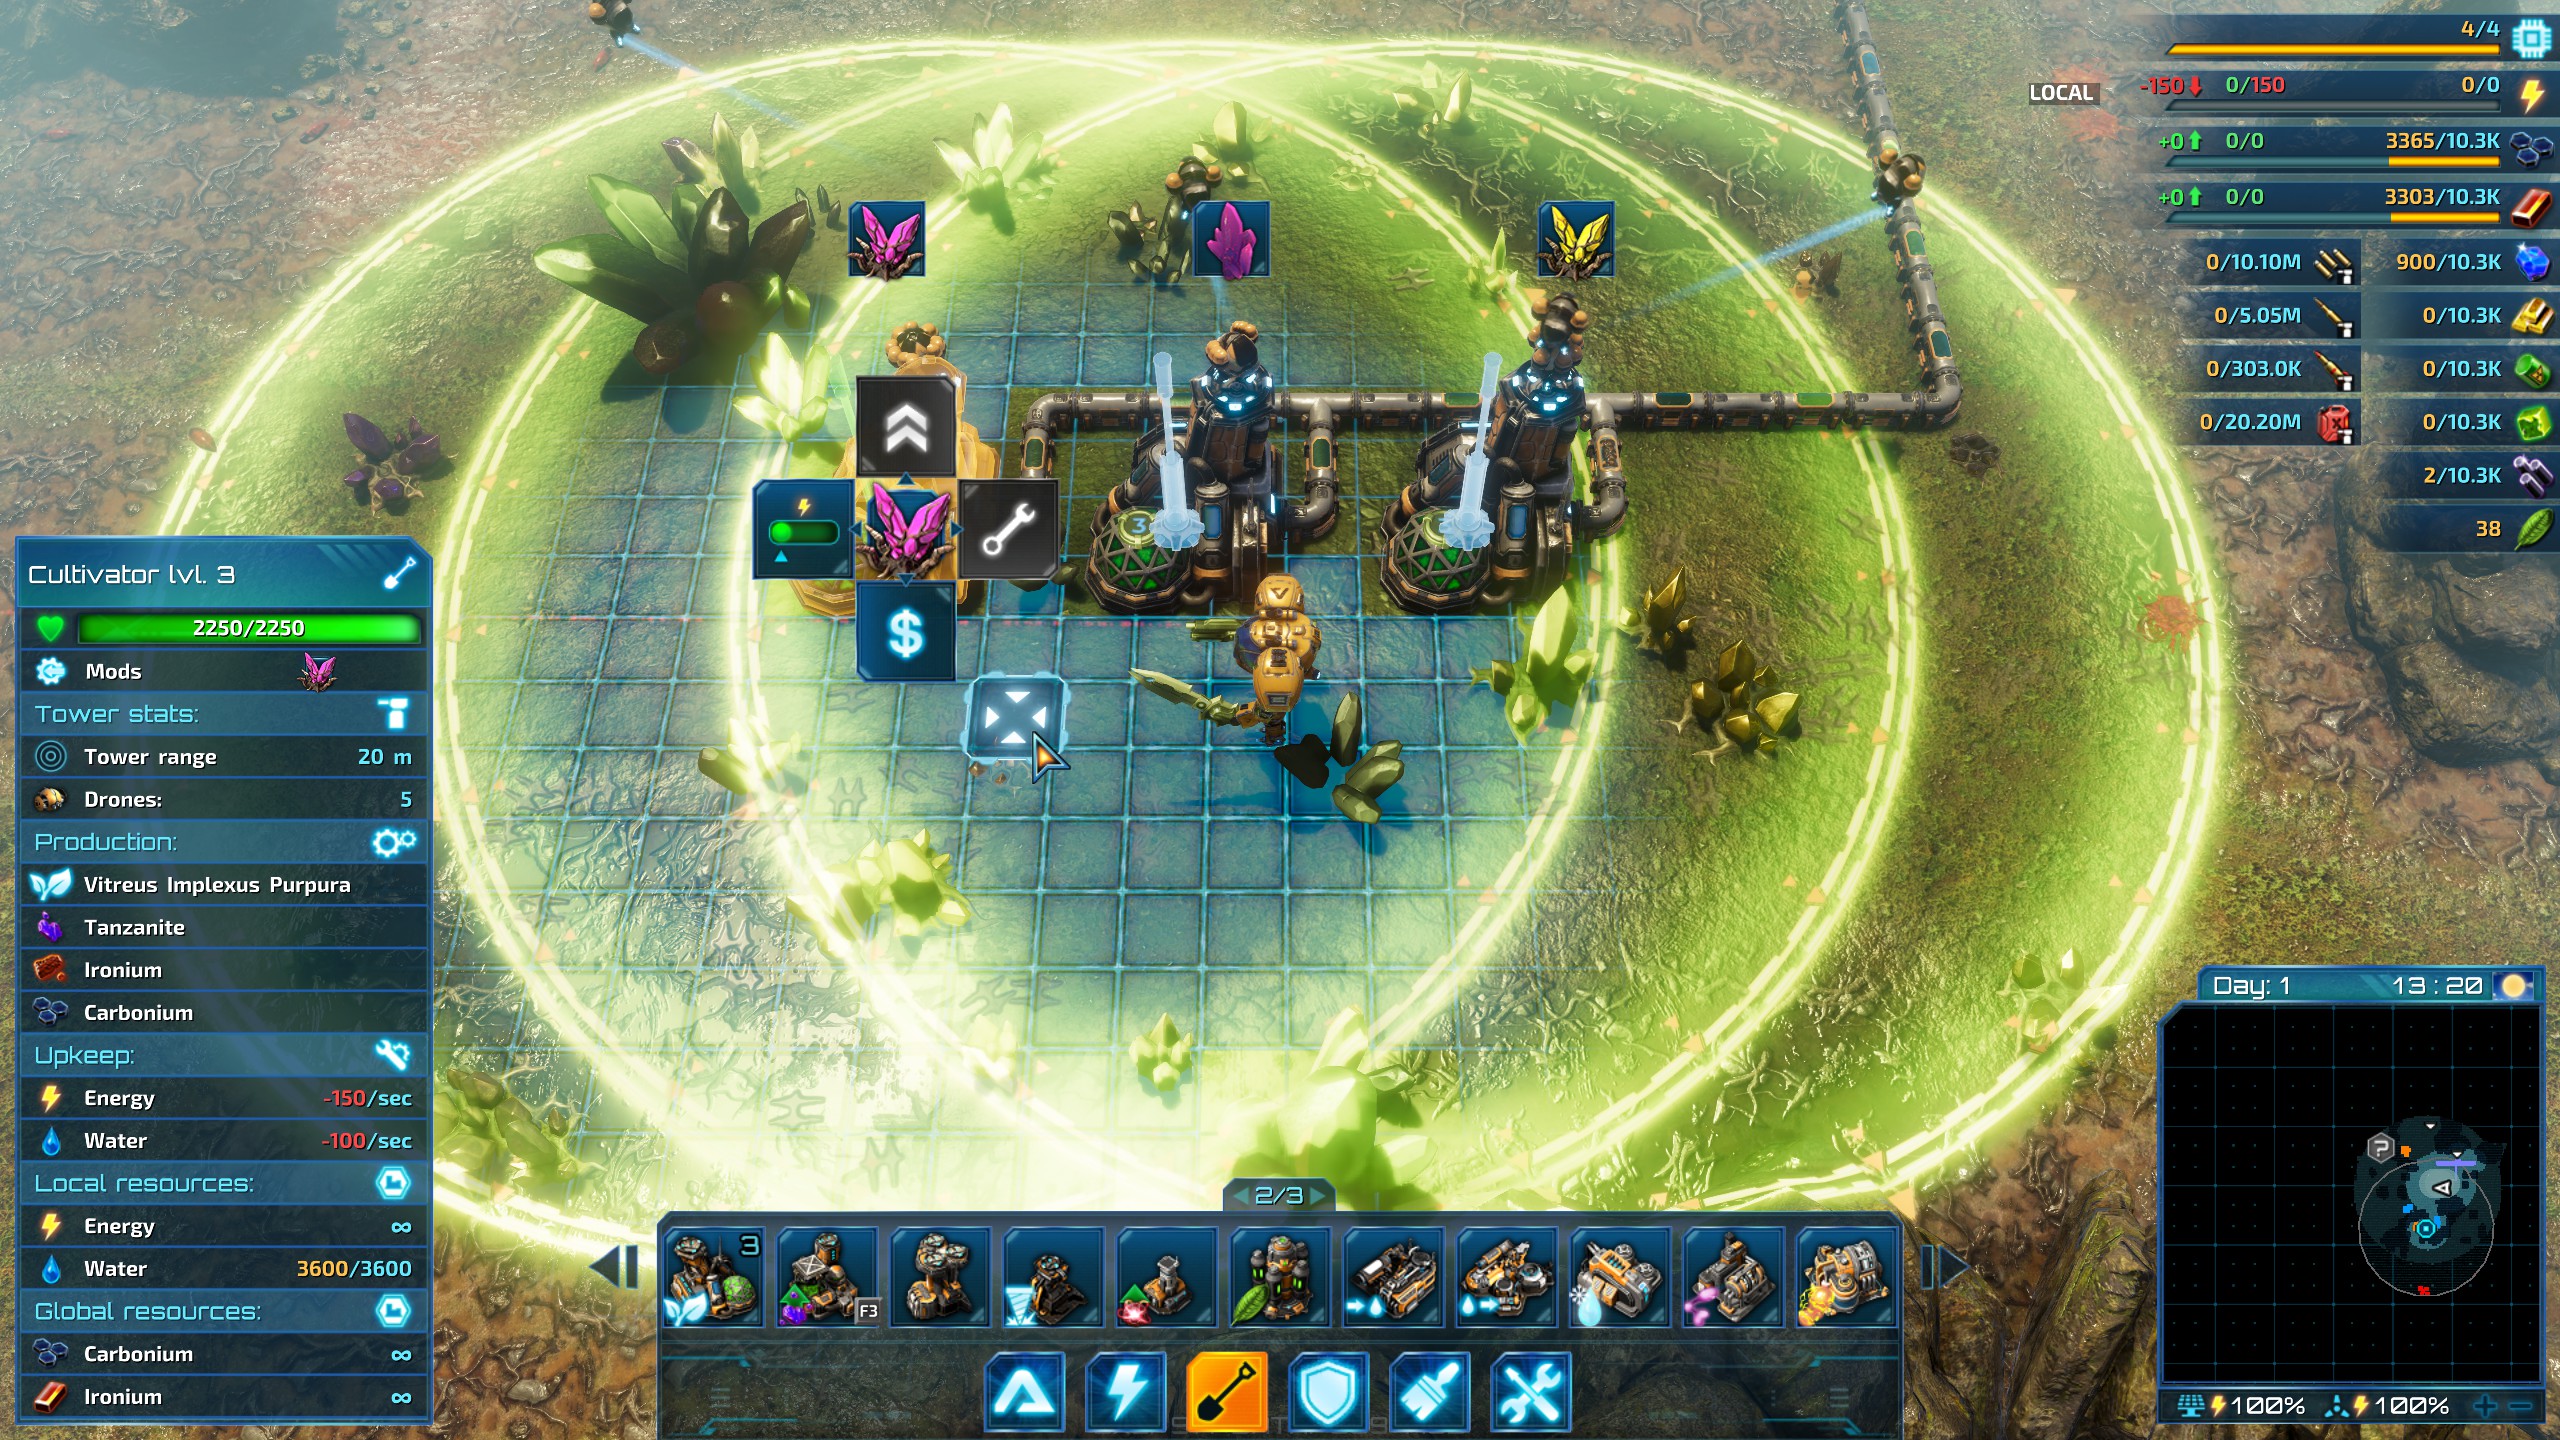 4/4
LOCAL
-150 0/150 0/0
+0 0/0 3365/10.3K
+0 0/0 3303/10.3K
0/10.10M 900/10.3K
0/5.05M 0/10.3K
0/303.0K 0/10.3K
0/20.20M 0/10.3K
2/10.3K
38
3
$
Cultivator lvl. 3
2250/2250
Mods
Tower stats:
Tower range 20 m
Drones: 5
Production:
Vitreus Implexus Purpura
Tanzanite
Ironium
Carbonium
Upkeep:
Energy -150/sec
Water -100/sec
Local resources:
Energy ∞
Water 3600/3600
Global resources:
Carbonium ∞
Ironium ∞
Day: 1 13:20
?
100% 100%
2/3
3
F3